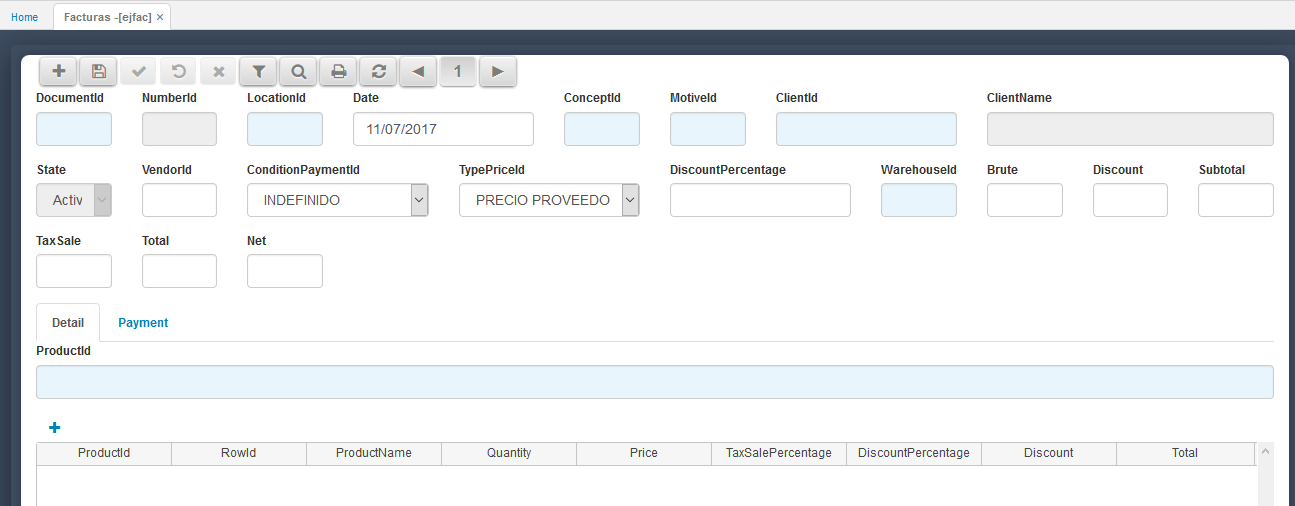 Home Facturas -[ejfac] ×
1
DocumentId NumberId LocationId Date ConceptId MotiveId ClientId ClientName
11/07/2017
State VendorId ConditionPaymentId TypePriceId DiscountPercentage WarehouseId Brute Discount Subtotal
Activ INDEFINIDO PRECIO PROVEEDO
TaxSale Total Net
Detail Payment
ProductId
ProductId RowId ProductName Quantity Price TaxSalePercentage DiscountPercentage Discount Total